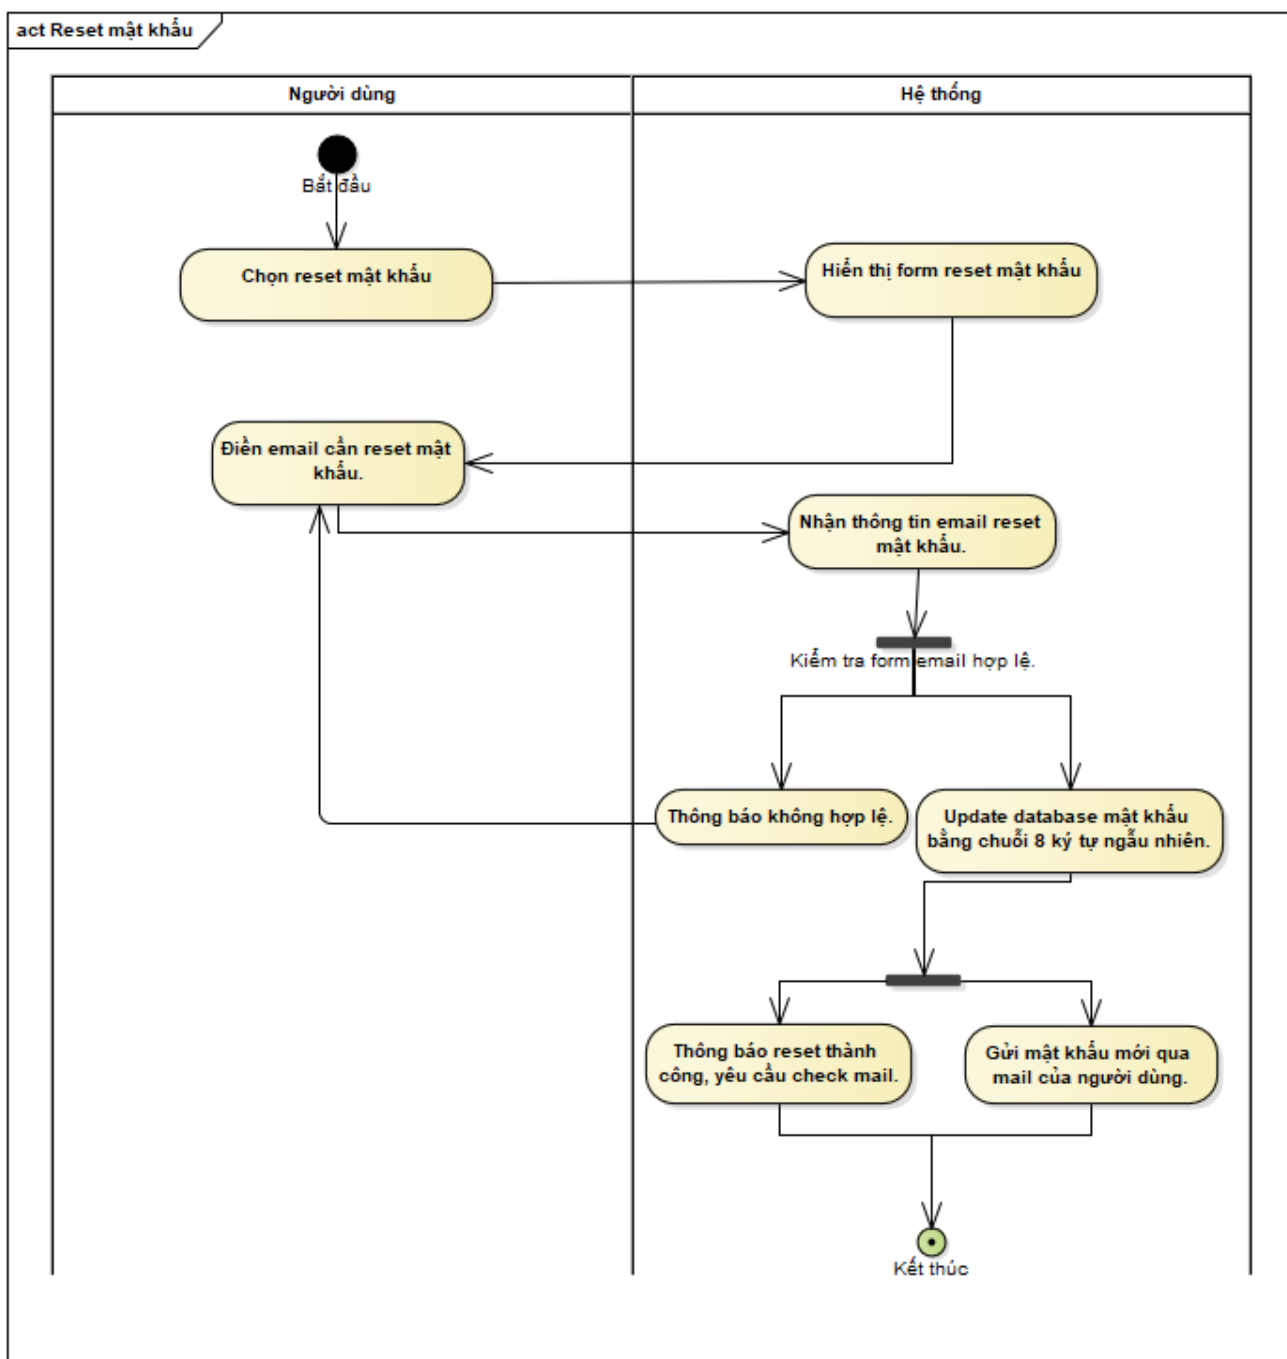 act Reset mật khẩu
Người dùng
Hệ thống
Bắt đầu
Chọn reset mật khẩu
Hiển thị form reset mật khẩu
Điền email cần reset mật
khẩu.
Nhận thông tin email reset
mật khẩu.
Kiểm tra form email hợp lệ.
Thông báo không hợp lệ.
Update database mật khẩu
bằng chuỗi 8 ký tự ngẫu nhiên.
Thông báo reset thành
công, yêu cầu check mail.
Gửi mật khẩu mới qua
mail của người dùng.
Kết thúc